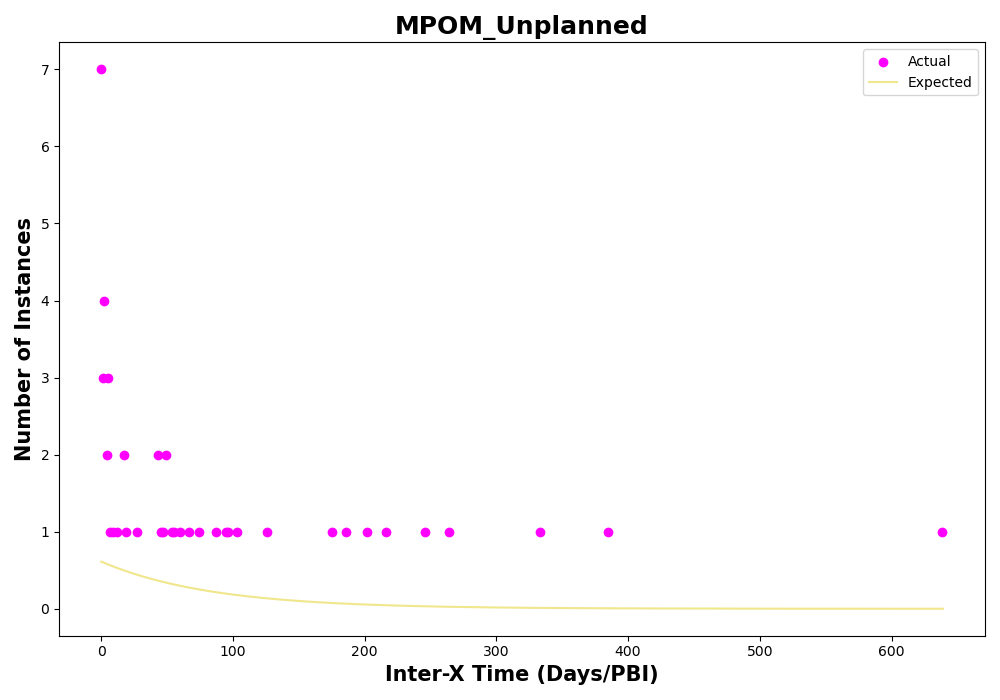 MPOM_Unplanned
Actual
Expected
Number of Instances
7
6
5
4
3
2
1
0
0 100 200 300 400 500 600
Inter-X Time (Days/PBI)